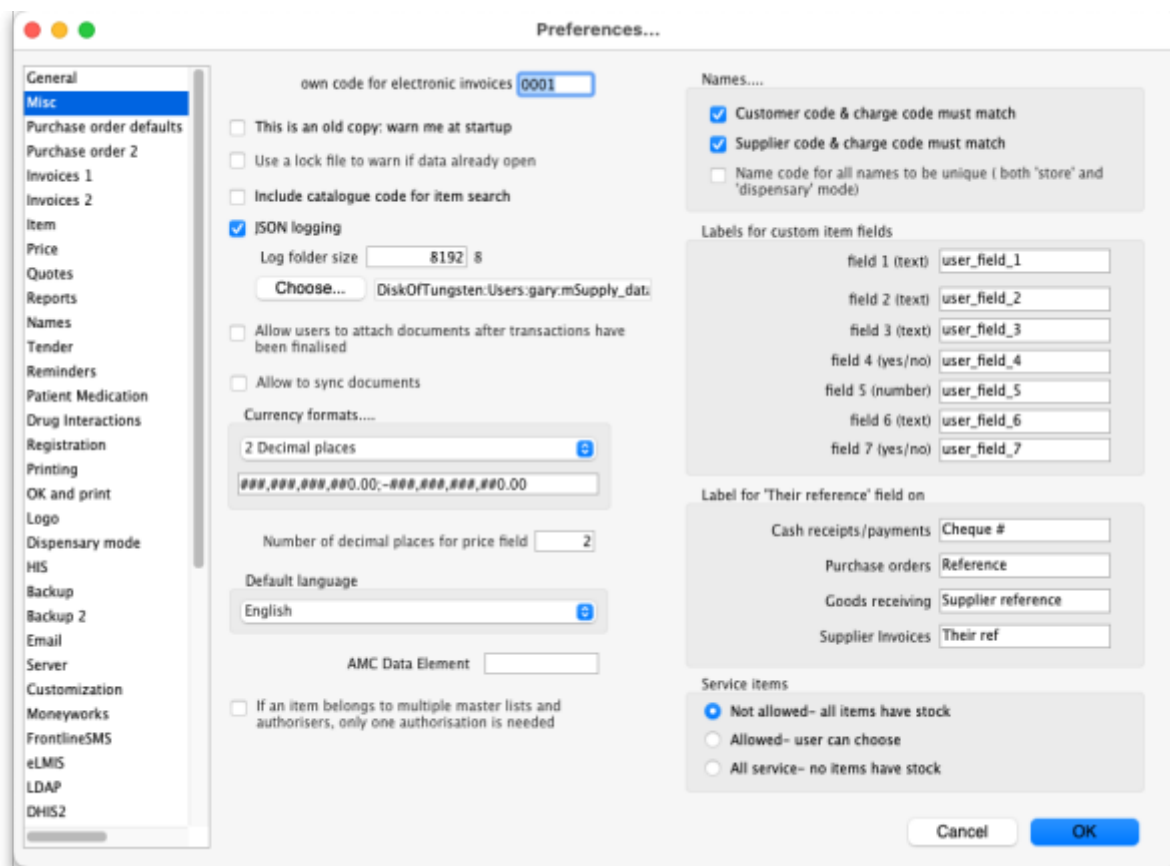 Preferences...
General
Misc
Purchase order defaults
Purchase order 2
Invoices 1
Invoices 2
Item
Price
Quotes
Reports
Names
Tender
Reminders
Patient Medication
Drug Interactions
Registration
Printing
OK and print
Logo
Dispensary mode
HIS
Backup
Backup 2
Email
Server
Customization
Moneyworks
FrontlineSMS
eLMIS
LDAP
DHIS2
own code for electronic invoices 0001
This is an old copy: warn me at startup
Use a lock file to warn if data already open
Include catalogue code for item search
JSON logging
Log folder size 8192 8
Choose... DiskOfTungsten:Users:gary:mSupply_data
Allow users to attach documents after transactions have
been finalised
Allow to sync documents
Currency formats....
2 Decimal places
###,###,###,##0.00;-###,###,###,##0.00
Number of decimal places for price field 2
Default language
English
AMC Data Element
If an item belongs to multiple master lists and
authorisers, only one authorisation is needed
Names....
Customer code & charge code must match
Supplier code & charge code must match
Name code for all names to be unique ( both 'store' and
'dispensary' mode)
Labels for custom item fields
field 1 (text) user_field_1
field 2 (text) user_field_2
field 3 (text) user_field_3
field 4 (yes/no) user_field_4
field 5 (number) user_field_5
field 6 (text) user_field_6
field 7 (yes/no) user_field_7
Label for 'Their reference' field on
Cash receipts/payments Cheque #
Purchase orders Reference
Goods receiving Supplier reference
Supplier Invoices Their ref
Service items
Not allowed- all items have stock
Allowed- user can choose
All service- no items have stock
Cancel OK